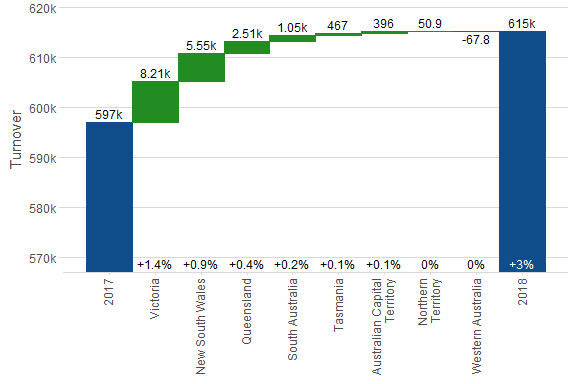 620k
610k
600k
590k
580k
570k
Turnover
597k
8.21k
5.55k
2.51k
1.05k
467
396
50.9
-67.8
615k
+1.4%
+0.9%
+0.4%
+0.2%
+0.1%
+0.1%
0%
0%
+3%
2017
Victoria
New South Wales
Queensland
South Australia
Tasmania
Australian Capital
Territory
Northern
Territory
Western Australia
2018